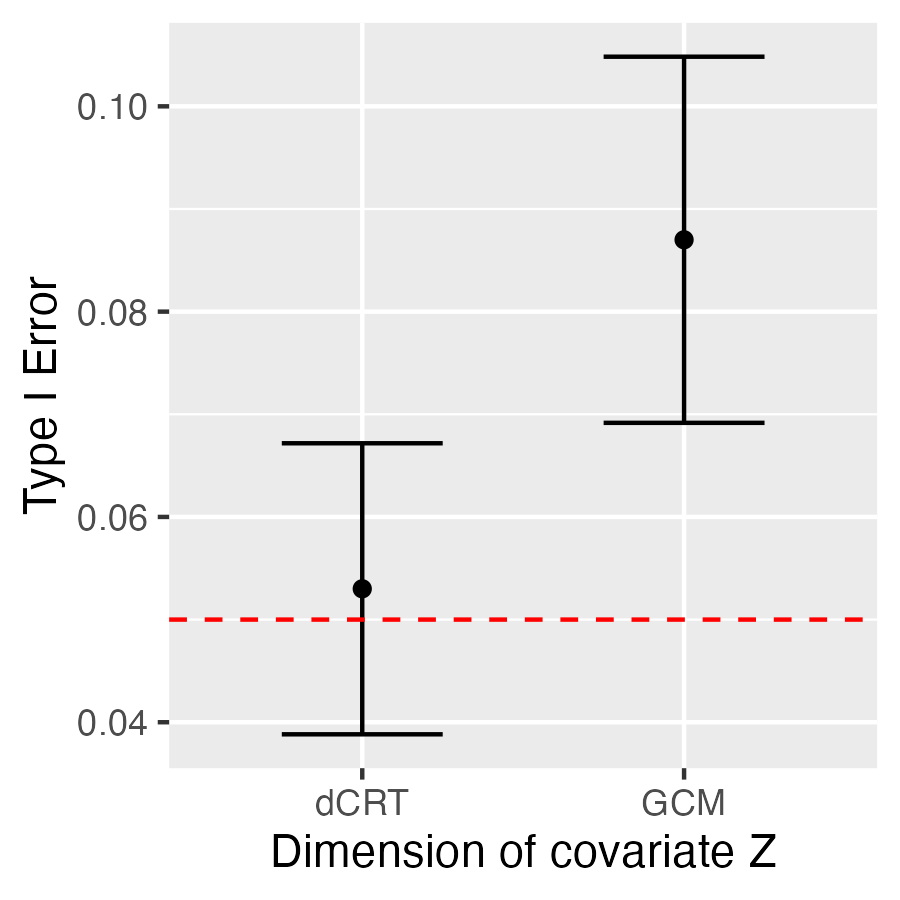 0.10
0.08
0.06
0.04
Type I Error
dCRT
GCM
Dimension of covariate Z